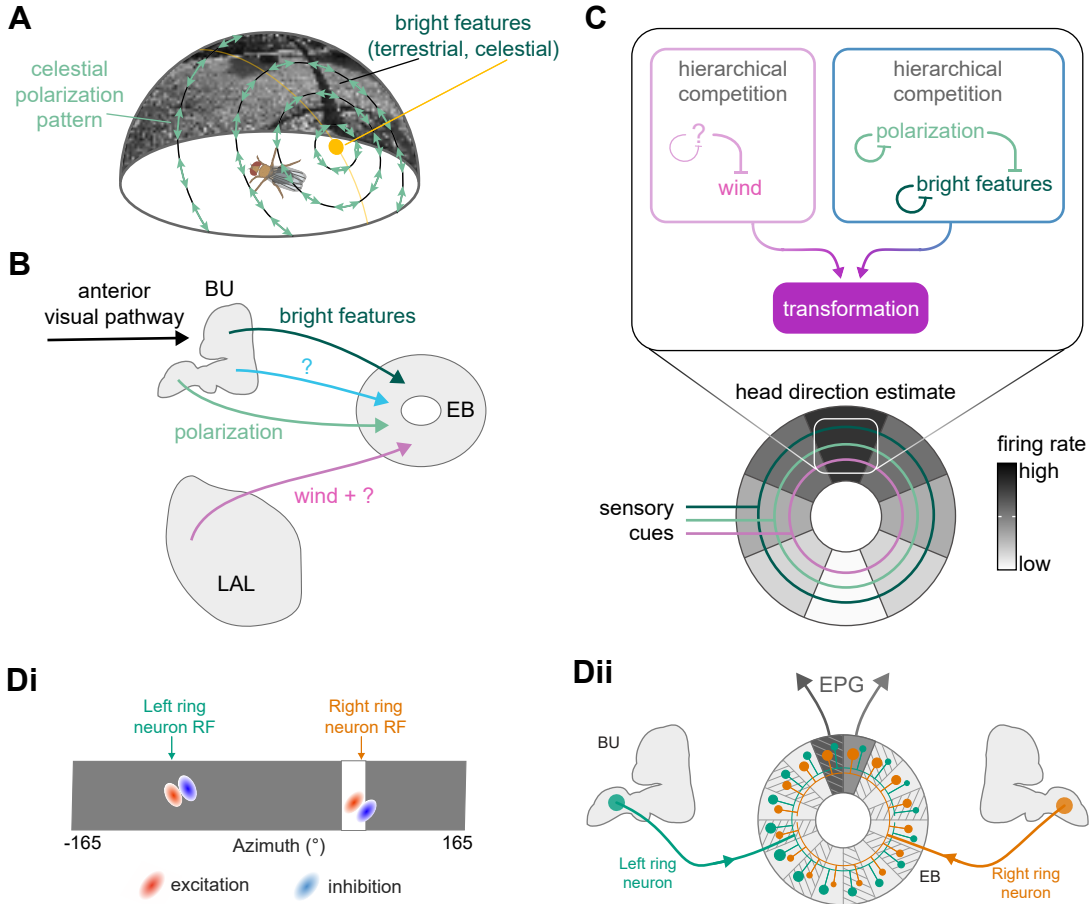 A
bright features
(terrestrial, celestial)
celestial
polarization
pattern
B
anterior
visual pathway
BU
bright features
?
polarization
EB
wind + ?
LAL
C
hierarchical
competition
?
wind
hierarchical
competition
polarization
bright features
transformation
head direction estimate
firing rate
high
low
sensory
cues
Di
Left ring
neuron RF
Right ring
neuron RF
-165
Azimuth (°)
165
excitation
inhibition
Dii
EPG
BU
Left ring
neuron
EB
Right ring
neuron